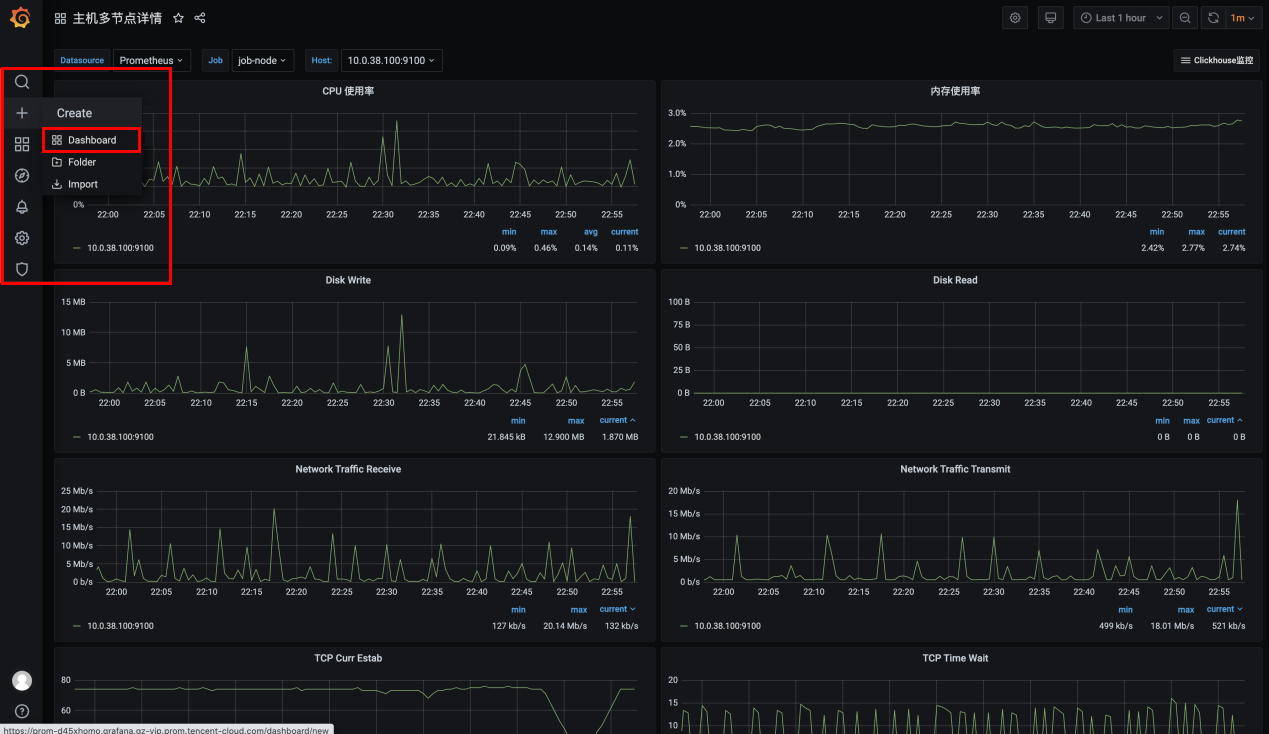 主机多节点详情
Last 1 hour
1m
Datasource
Prometheus
Job
job-node
Host:
10.0.38.100:9100
Clickhouse监控
Create
Dashboard
Folder
Import
CPU 使用率
0%
22:00 22:05 22:10 22:15 22:20 22:25 22:30 22:35 22:40 22:45 22:50 22:55
min max avg current
10.0.38.100:9100 0.09% 0.46% 0.14% 0.11%
内存使用率
3.0%
2.0%
1.0%
0%
22:00 22:05 22:10 22:15 22:20 22:25 22:30 22:35 22:40 22:45 22:50 22:55
min max current
10.0.38.100:9100 2.42% 2.77% 2.74%
Disk Write
15 MB
10 MB
5 MB
0 B
22:00 22:05 22:10 22:15 22:20 22:25 22:30 22:35 22:40 22:45 22:50 22:55
min max current
10.0.38.100:9100 21.845 kB 12.900 MB 1.870 MB
Disk Read
100 B
75 B
50 B
25 B
0 B
22:00 22:05 22:10 22:15 22:20 22:25 22:30 22:35 22:40 22:45 22:50 22:55
min max current
10.0.38.100:9100 0 B 0 B 0 B
Network Traffic Receive
25 Mb/s
20 Mb/s
15 Mb/s
10 Mb/s
5 Mb/s
0 b/s
22:00 22:05 22:10 22:15 22:20 22:25 22:30 22:35 22:40 22:45 22:50 22:55
min max current
10.0.38.100:9100 127 kb/s 20.14 Mb/s 132 kb/s
Network Traffic Transmit
20 Mb/s
15 Mb/s
10 Mb/s
5 Mb/s
0 b/s
22:00 22:05 22:10 22:15 22:20 22:25 22:30 22:35 22:40 22:45 22:50 22:55
min max current
10.0.38.100:9100 499 kb/s 18.01 Mb/s 521 kb/s
TCP Curr Estab
80
60
TCP Time Wait
20
15
10
https://prom-d45xhomo.grafana.gz-vip.prom.tencent-cloud.com/dashboard/new